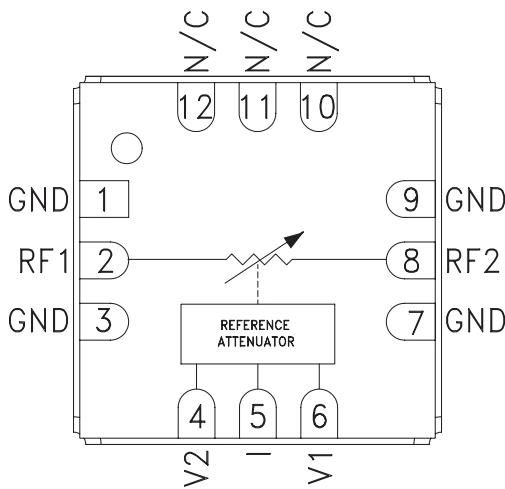 N/C N/C N/C
12 11 10
GND 1 9 GND
RF1 2 8 RF2
GND 3 7 GND
REFERENCE
ATTENUATOR
4 5 6
V2 I V1